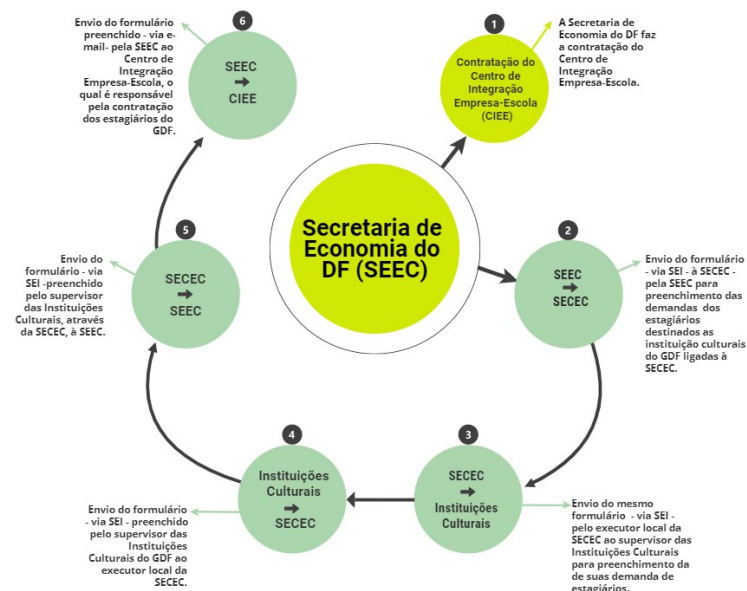 Secretaria de
Economia do
DF (SEEC)
1
Contratação do
Centro de
Integração
Empresa-Escola
(CIEE)
A Secretaria de
Economia do DF faz
a contratação do
Centro de
Integração
Empresa-Escola.
2
SEEC
➔
SECEC
Envio do formulário
- via SEI - à SECEC -
pela SEEC para
preenchimento das
demandas dos
estagiários
destinados as
instituição culturais
do GDF ligadas à
SECEC.
3
SECEC
➔
Instituições
Culturais
Envio do mesmo
formulário - via SEI -
pelo executor local da
SECEC ao supervisor das
Instituições Culturais
para preenchimento da
de suas demanda de
estagiários.
4
Instituições
Culturais
➔
SECEC
Envio do formulário
- via SEI - preenchido
pelo supervisor das
Instituições
Culturais do GDF ao
executor local da
SECEC.
5
SECEC
➔
SEEC
Envio do
formulário - via
SEI -preenchido
pelo supervisor
das Instituições
Culturais, através
da SECEC, à SEEC.
6
SEEC
➔
CIEE
Envio do formulário
preenchido - via e-
mail- pela SEEC ao
Centro de
Integração
Empresa-Escola, o
qual é responsável
pela contratação
dos estagiários do
GDF.